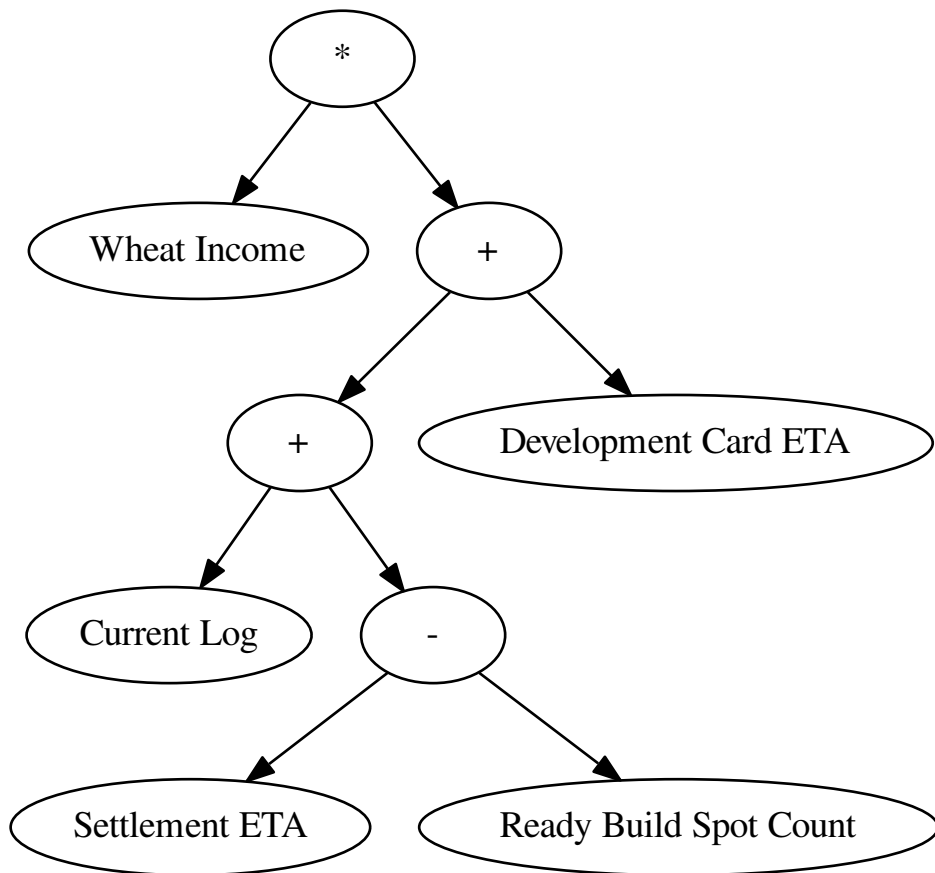 *
Wheat Income
+
+
Development Card ETA
Current Log
-
Settlement ETA
Ready Build Spot Count